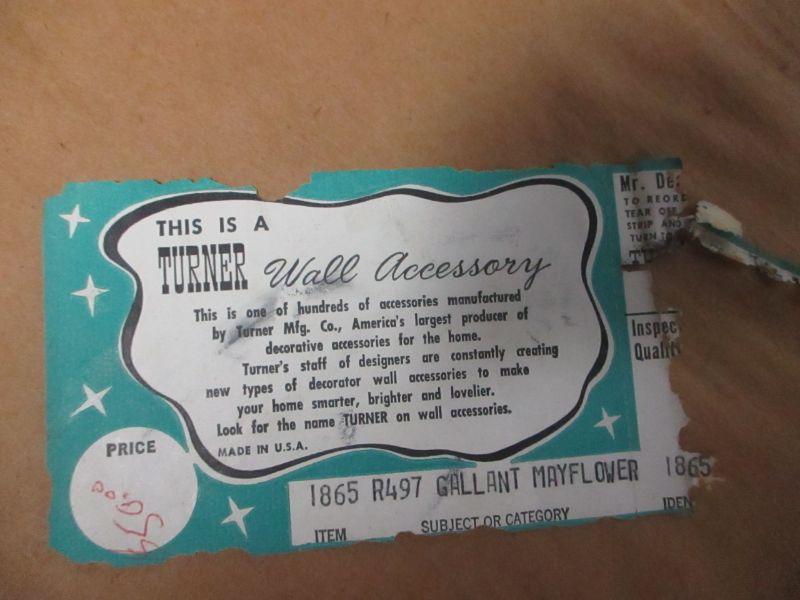 THIS IS A
TURNER Wall Accessory
This is one of hundreds of accessories manufactured
by Turner Mfg. Co., America's largest producer of
decorative accessories for the home.
Turner's staff of designers are constantly creating
new types of decorator wall accessories to make
your home smarter, brighter and lovelier.
Look for the name TURNER on wall accessories.
MADE IN U.S.A.
PRICE
1865 R497 GALLANT MAYFLOWER
ITEM SUBJECT OR CATEGORY
Mr. De
TO REORD
TEAR OFF
STRIP AND
TURN TO
TU
Inspec
Quality
1865
IDEN